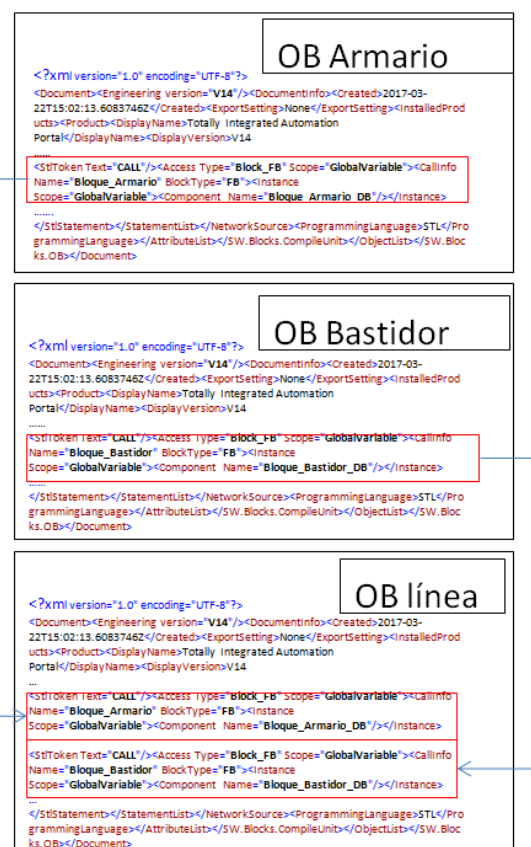 OB Armario
<?xml version="1.0" encoding="UTF-8"?>
<Document><Engineering version="V14"/><DocumentInfo><Created>2017-03-
22T15:02:13.6083746Z</Created><ExportSetting>None</ExportSetting><InstalledProd
ucts><Product><DisplayName>Totally Integrated Automation
Portal</DisplayName><DisplayVersion>V14
......
<StlToken Text="CALL"/><Access Type="Block_FB" Scope="GlobalVariable"><CallInfo
Name="Bloque_Armario" BlockType="FB"><Instance
Scope="GlobalVariable"><Component Name="Bloque_Armario_DB"/></Instance>
.......
</StlStatement></StatementList></NetworkSource><ProgrammingLanguage>STL</Pro
grammingLanguage></AttributeList></SW.Blocks.CompileUnit></ObjectList></SW.Bloc
ks.OB></Document>
OB Bastidor
<?xml version="1.0" encoding="UTF-8"?>
<Document><Engineering version="V14"/><DocumentInfo><Created>2017-03-
22T15:02:13.6083746Z</Created><ExportSetting>None</ExportSetting><InstalledProd
ucts><Product><DisplayName>Totally Integrated Automation
Portal</DisplayName><DisplayVersion>V14
......
<StlToken Text="CALL"/><Access Type="Block_FB" Scope="GlobalVariable"><CallInfo
Name="Bloque_Bastidor" BlockType="FB"><Instance
Scope="GlobalVariable"><Component Name="Bloque_Bastidor_DB"/></Instance>
......
</StlStatement></StatementList></NetworkSource><ProgrammingLanguage>STL</Pro
grammingLanguage></AttributeList></SW.Blocks.CompileUnit></ObjectList></SW.Bloc
ks.OB></Document>
OB línea
<?xml version="1.0" encoding="UTF-8"?>
<Document><Engineering version="V14"/><DocumentInfo><Created>2017-03-
22T15:02:13.6083746Z</Created><ExportSetting>None</ExportSetting><InstalledProd
ucts><Product><DisplayName>Totally Integrated Automation
Portal</DisplayName><DisplayVersion>V14
...
<StlToken Text="CALL"/><Access Type="Block_FB" Scope="GlobalVariable"><CallInfo
Name="Bloque_Armario" BlockType="FB"><Instance
Scope="GlobalVariable"><Component Name="Bloque_Armario_DB"/></Instance>
<StlToken Text="CALL"/><Access Type="Block_FB" Scope="GlobalVariable"><CallInfo
Name="Bloque_Bastidor" BlockType="FB"><Instance
Scope="GlobalVariable"><Component Name="Bloque_Bastidor_DB"/></Instance>
...
</StlStatement></StatementList></NetworkSource><ProgrammingLanguage>STL</Pro
grammingLanguage></AttributeList></SW.Blocks.CompileUnit></ObjectList></SW.Bloc
ks.OB></Document>